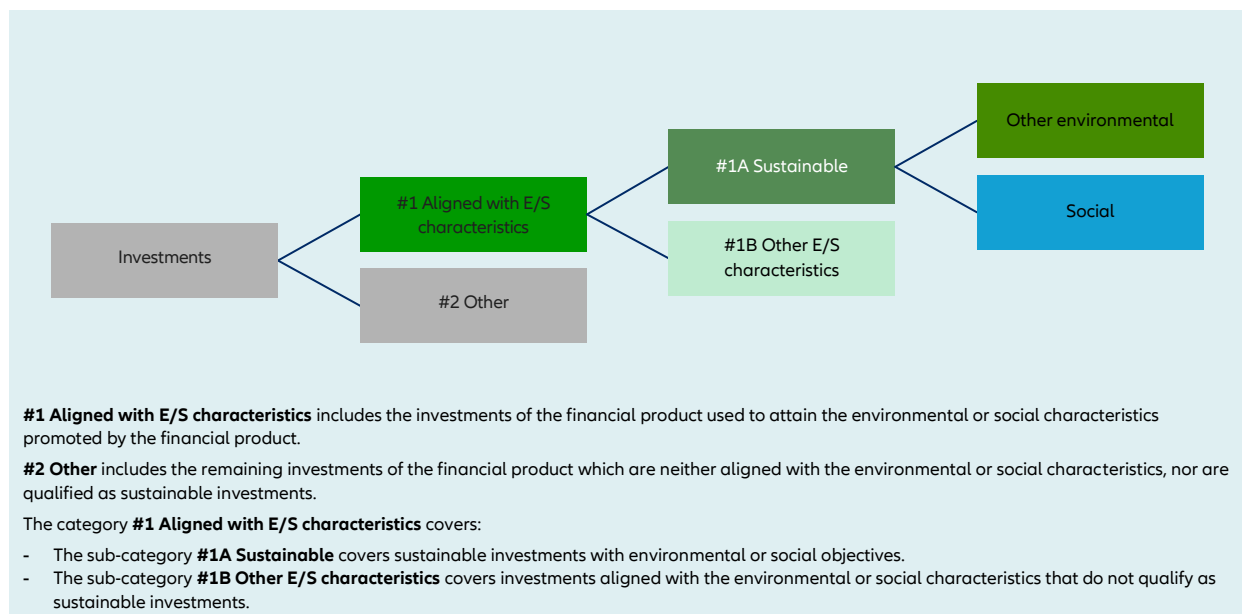 Other environmental
#1A Sustainable
#1 Aligned with E/S
characteristics
Social
Investments
#1B Other E/S
characteristics
#2 Other
#1 Aligned with E/S characteristics includes the investments of the financial product used to attain the environmental or social characteristics
promoted by the financial product.
#2 Other includes the remaining investments of the financial product which are neither aligned with the environmental or social characteristics, nor are
qualified as sustainable investments.
The category #1 Aligned with E/S characteristics covers:
- The sub-category #1A Sustainable covers sustainable investments with environmental or social objectives.
- The sub-category #1B Other E/S characteristics covers investments aligned with the environmental or social characteristics that do not qualify as
sustainable investments.